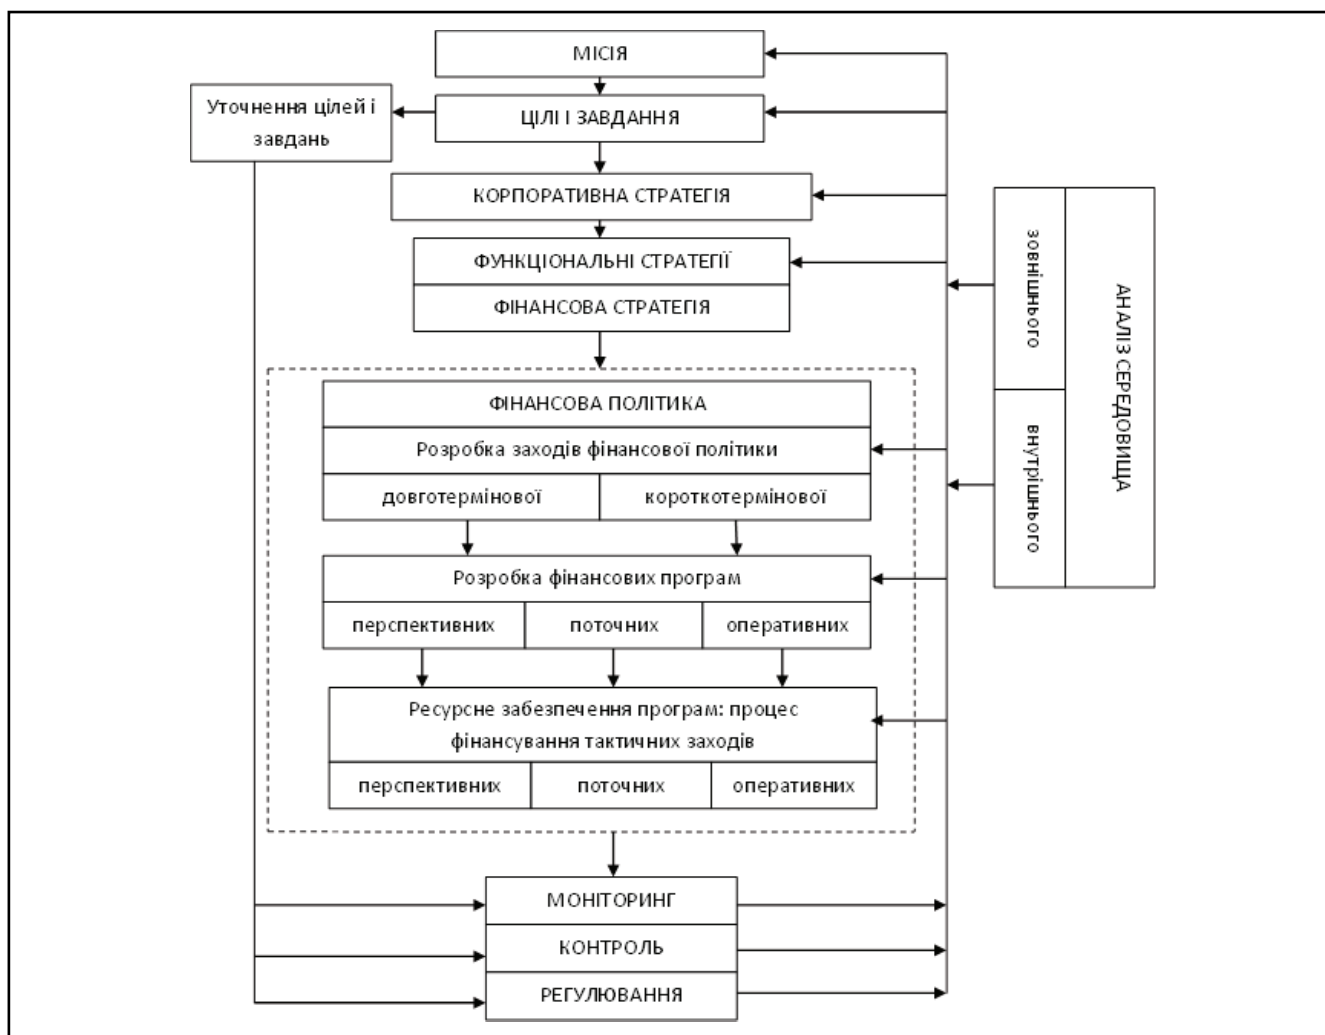 МІСІЯ
Уточнення цілей і
завдань
ЦІЛІ І ЗАВДАННЯ
КОРПОРАТИВНА СТРАТЕГІЯ
ФУНКЦІОНАЛЬНІ СТРАТЕГІЇ
ФІНАНСОВА СТРАТЕГІЯ
зовнішнього
внутрішнього
АНАЛІЗ СЕРЕДОВИЩА
ФІНАНСОВА ПОЛІТИКА
Розробка заходів фінансової політики
довготермінової
короткотермінової
Розробка фінансових програм
перспективних
поточних
оперативних
Ресурсне забезпечення програм: процес
фінансування тактичних заходів
перспективних
поточних
оперативних
МОНІТОРИНГ
КОНТРОЛЬ
РЕГУЛЮВАННЯ